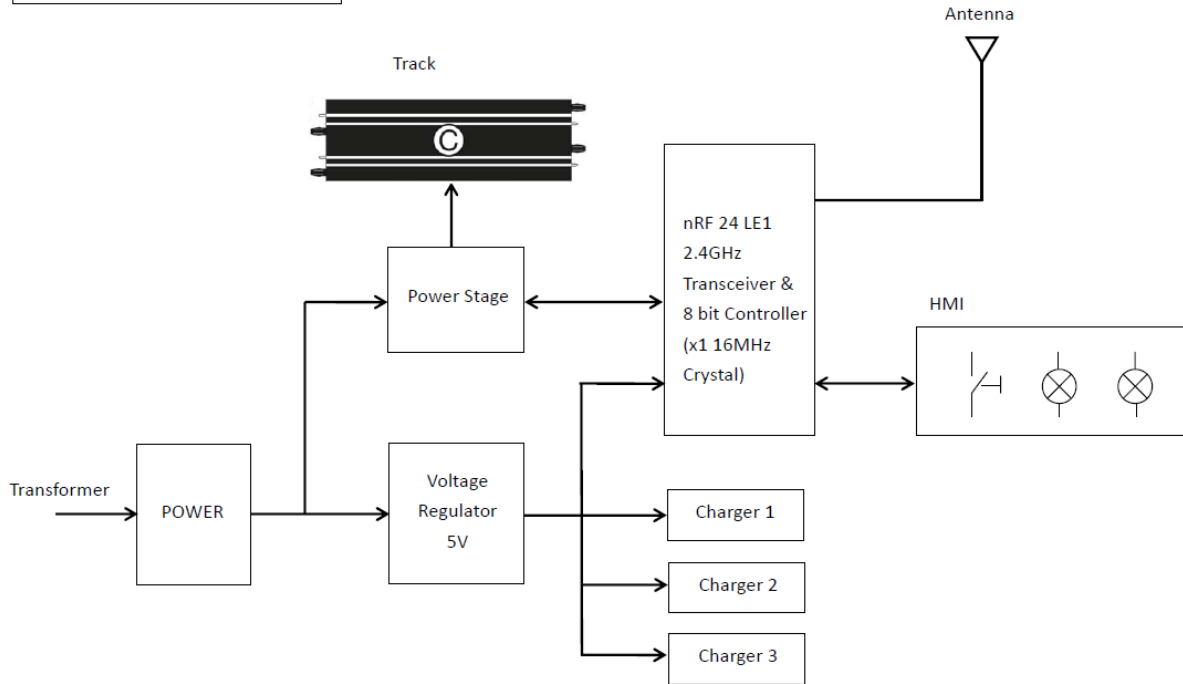 Antenna
Track
C
nRF 24 LE1
2.4GHz
Transceiver &
8 bit Controller
(x1 16MHz
Crystal)
Power Stage
HMI
Transformer
POWER
Voltage
Regulator
5V
Charger 1
Charger 2
Charger 3